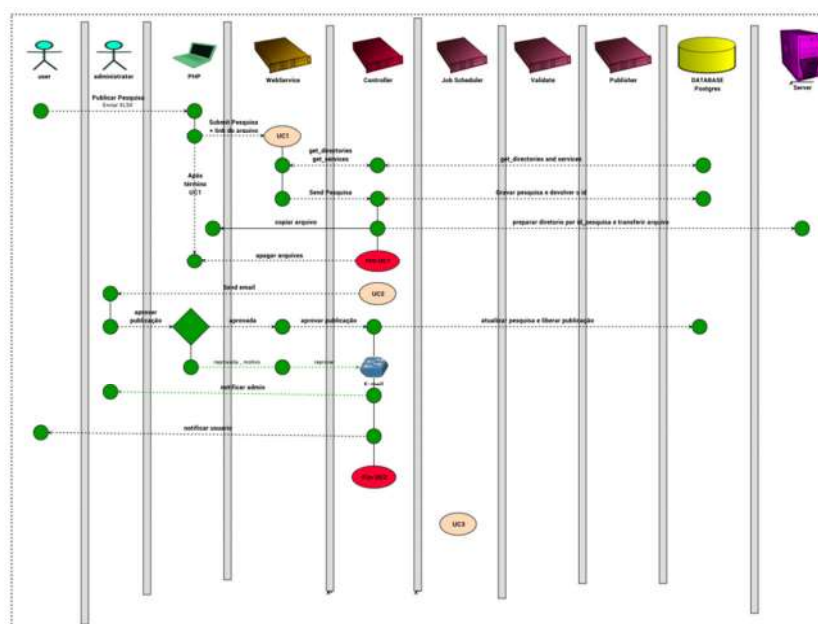 user
administrator
PHP
WebService
Controller
Job Scheduler
Validate
Publisher
DATABASE
Postgres
Server
Publicar Pesquisa
Enviar XLSX
Submit Pesquisa
+ link do arquivo
UC1
get_directories
get_services
get_directories and services
Após
término
UC1
Send Pesquisa
Gravar pesquisa e devolver o id
copiar arquivo
preparar diretorio por id_pesquisa e transferir arquivo
apagar arquivos
Fim UC1
Send email
UC2
aprovar
publicação
aprovada
aprovar publicação
atualizar pesquisa e liberar publicação
reprovada , motivo
reprovar
E-mail
notificar admin
notificar usuario
Fim UC2
UC3